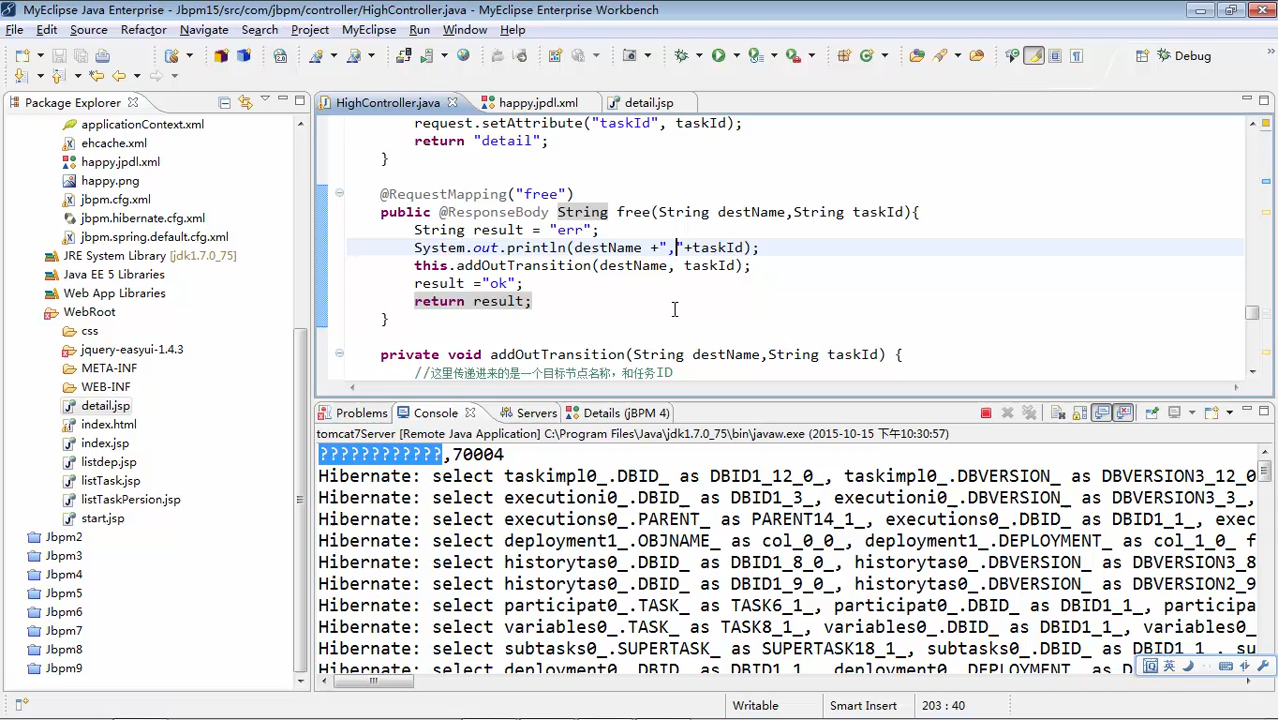 MyEclipse Java Enterprise - Jbpm15/src/com/jbpm/controller/HighController.java - MyEclipse Enterprise Workbench
File Edit Source Refactor Navigate Search Project MyEclipse Run Window Help
Debug
Package Explorer
applicationContext.xml
ehcache.xml
happy.jpdl.xml
happy.png
jbpm.cfg.xml
jbpm.hibernate.cfg.xml
jbpm.spring.default.cfg.xml
JRE System Library [jdk1.7.0_75]
Java EE 5 Libraries
Web App Libraries
WebRoot
css
jquery-easyui-1.4.3
META-INF
WEB-INF
detail.jsp
index.html
index.jsp
listdep.jsp
listTask.jsp
listTaskPersion.jsp
start.jsp
Jbpm2
Jbpm3
Jbpm4
Jbpm5
Jbpm6
Jbpm7
Jbpm8
Jbpm9
HighController.java happy.jpdl.xml detail.jsp
request.setAttribute("taskId", taskId);
return "detail";
}
@RequestMapping("free")
public @ResponseBody String free(String destName,String taskId){
String result = "err";
System.out.println(destName +","+taskId);
this.addOutTransition(destName, taskId);
result ="ok";
return result;
}
private void addOutTransition(String destName,String taskId) {
//这里传递进来的是一个目标节点名称，和任务ID
Problems Console Servers Details (jBPM 4)
tomcat7Server [Remote Java Application] C:\Program Files\Java\jdk1.7.0_75\bin\javaw.exe (2015-10-15 下午10:30:57)
????????????,70004
Hibernate: select taskimpl0_.DBID_ as DBID1_12_0_, taskimpl0_.DBVERSION_ as DBVERSION3_12_0
Hibernate: select executioni0_.DBID_ as DBID1_3_, executioni0_.DBVERSION_ as DBVERSION3_3_,
Hibernate: select executions0_.PARENT_ as PARENT14_1_, executions0_.DBID_ as DBID1_1_, exec
Hibernate: select deployment1_.OBJNAME_ as col_0_0_, deployment1_.DEPLOYMENT_ as col_1_0_ f
Hibernate: select historytas0_.DBID_ as DBID1_8_0_, historytas0_.DBVERSION_ as DBVERSION3_8
Hibernate: select historytas0_.DBID_ as DBID1_9_0_, historytas0_.DBVERSION_ as DBVERSION2_9
Hibernate: select participat0_.TASK_ as TASK6_1_, participat0_.DBID_ as DBID1_1_, participa
Hibernate: select variables0_.TASK_ as TASK8_1_, variables0_.DBID_ as DBID1_1_, variables0_
Hibernate: select subtasks0_.SUPERTASK_ as SUPERTASK18_1_, subtasks0_.DBID_ as DBID1_1_, su
Hibernate: select deployment0_.DBID_ as DBID1_1_, deployment0_.DEPLOYMENT_ as
英
Writable Smart Insert 203 : 40